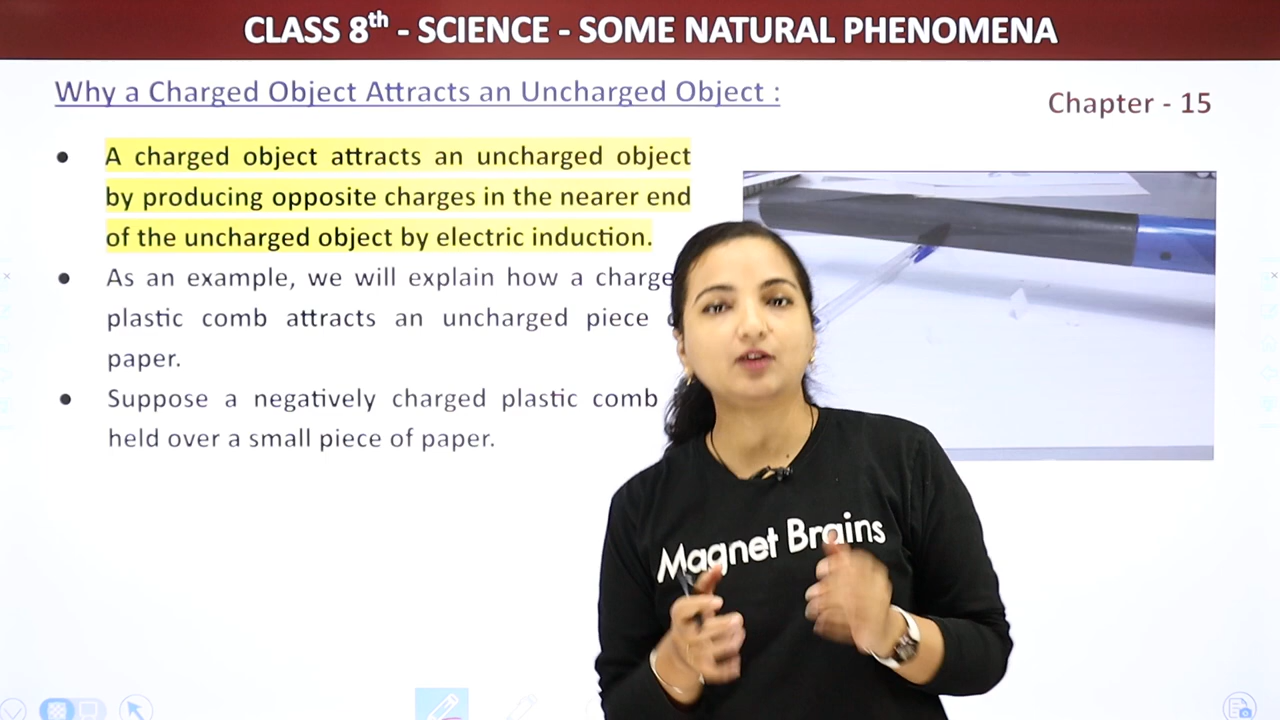 CLASS 8th - SCIENCE - SOME NATURAL PHENOMENA
Why a Charged Object Attracts an Uncharged Object :
Chapter - 15
● A charged object attracts an uncharged object
by producing opposite charges in the nearer end
of the uncharged object by electric induction.
● As an example, we will explain how a charge
plastic comb attracts an uncharged piece
paper.
● Suppose a negatively charged plastic comb
held over a small piece of paper.
Magnet Brains